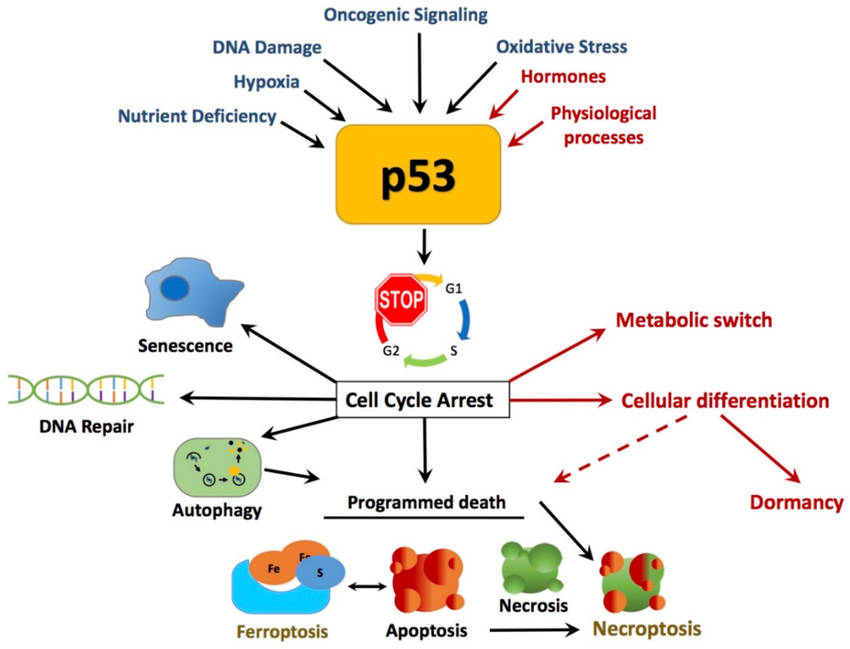 Oncogenic Signaling
DNA Damage
Oxidative Stress
Hypoxia
Hormones
Nutrient Deficiency
Physiological
processes
p53
STOP
G1
G2
S
Senescence
Metabolic switch
Cell Cycle Arrest
Cellular differentiation
DNA Repair
Autophagy
Programmed death
Dormancy
Fe
Fe
S
Necrosis
Ferroptosis
Apoptosis
Necroptosis